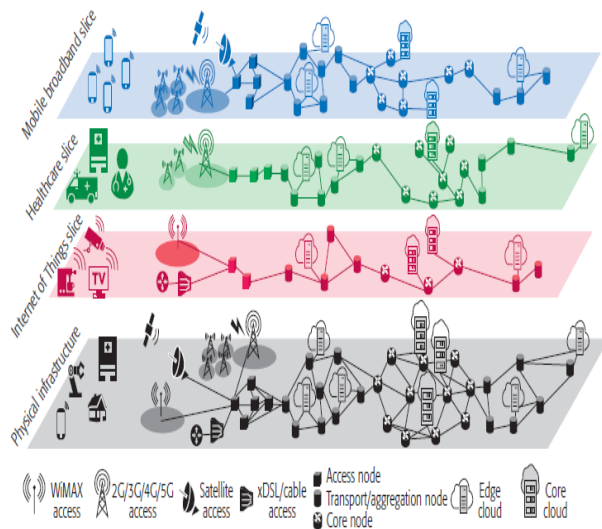 Mobile broadband slice
Healthcare slice
Internet of Things slice
TV
Physical infrastructure
WiMAX
access
2G/3G/4G/5G
access
Satellite
access
xDSL/cable
access
Access node
Transport/aggregation node
Core node
Edge
cloud
Core
cloud